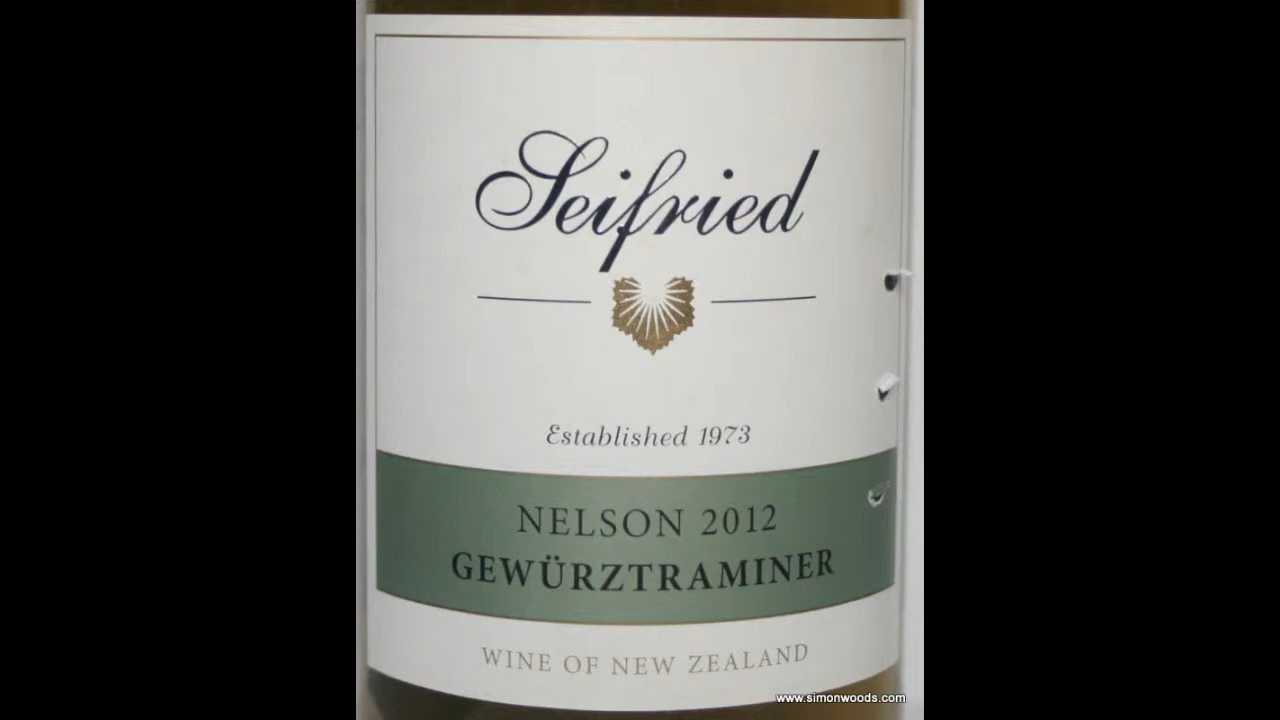 Seifried
Established 1973
NELSON 2012
GEWÜRZTRAMINER
WINE OF NEW ZEALAND
www.simonwoods.com